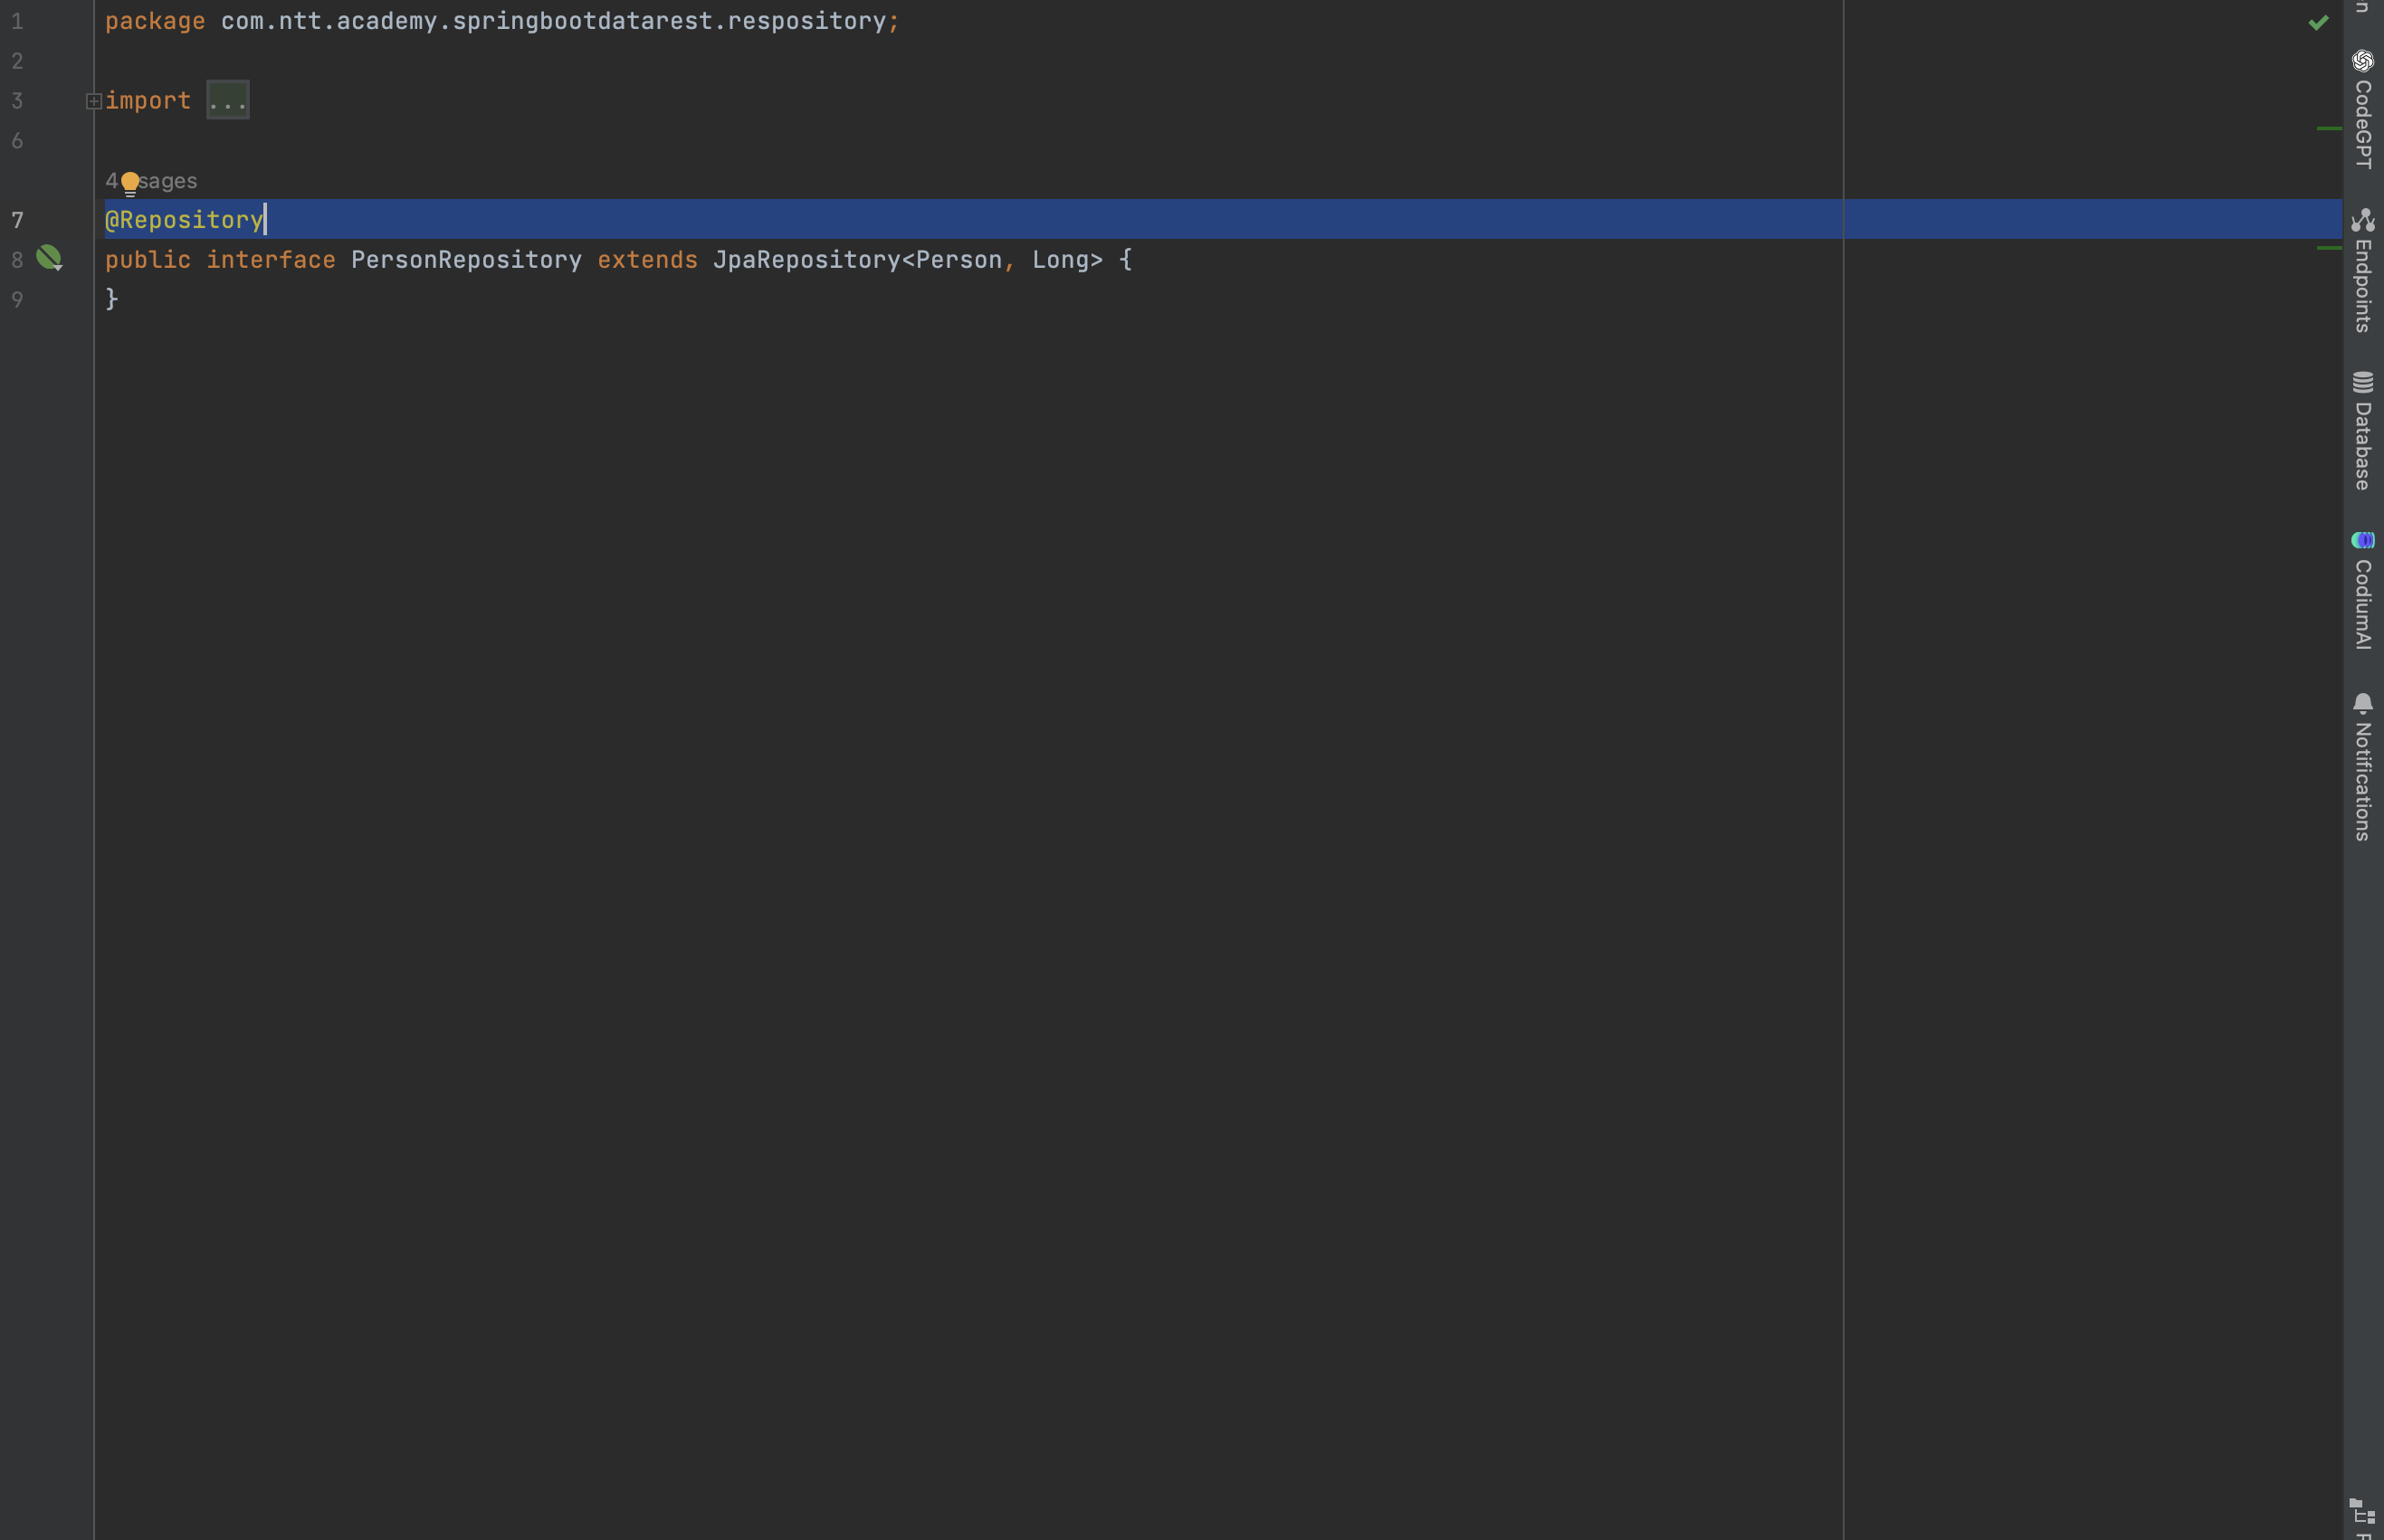 1 package com.ntt.academy.springbootdatarest.respository;
2
3 import ...
6
4 sages
7 @Repository
8 public interface PersonRepository extends JpaRepository<Person, Long> {
9 }
n
CodeGPT
Endpoints
Database
CodiumAI
Notifications